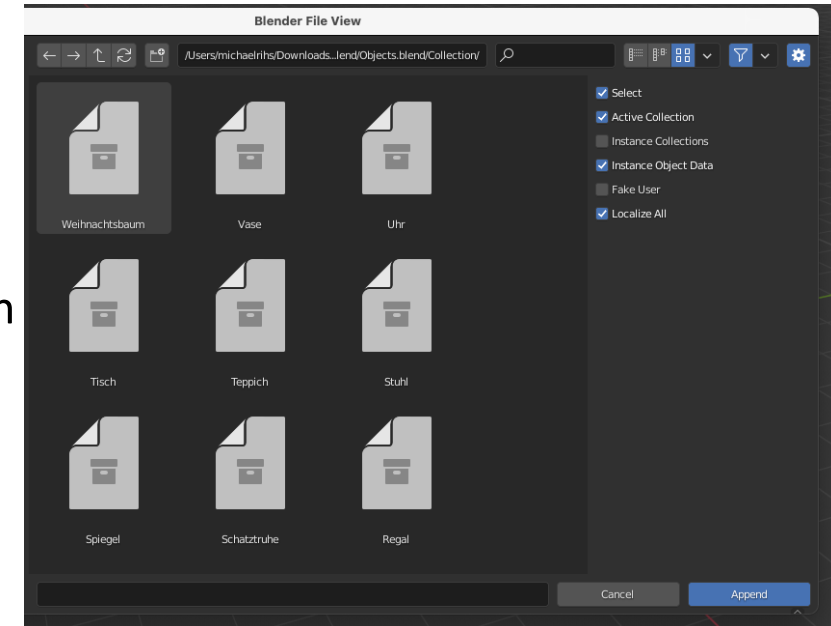 Blender File View
/Users/michaelrihs/Downloads...lend/Objects.blend/Collection/
Select
Active Collection
Instance Collections
Instance Object Data
Fake User
Localize All
Weihnachtsbaum
Vase
Uhr
n
Tisch
Teppich
Stuhl
Spiegel
Schatztruhe
Regal
Cancel
Append